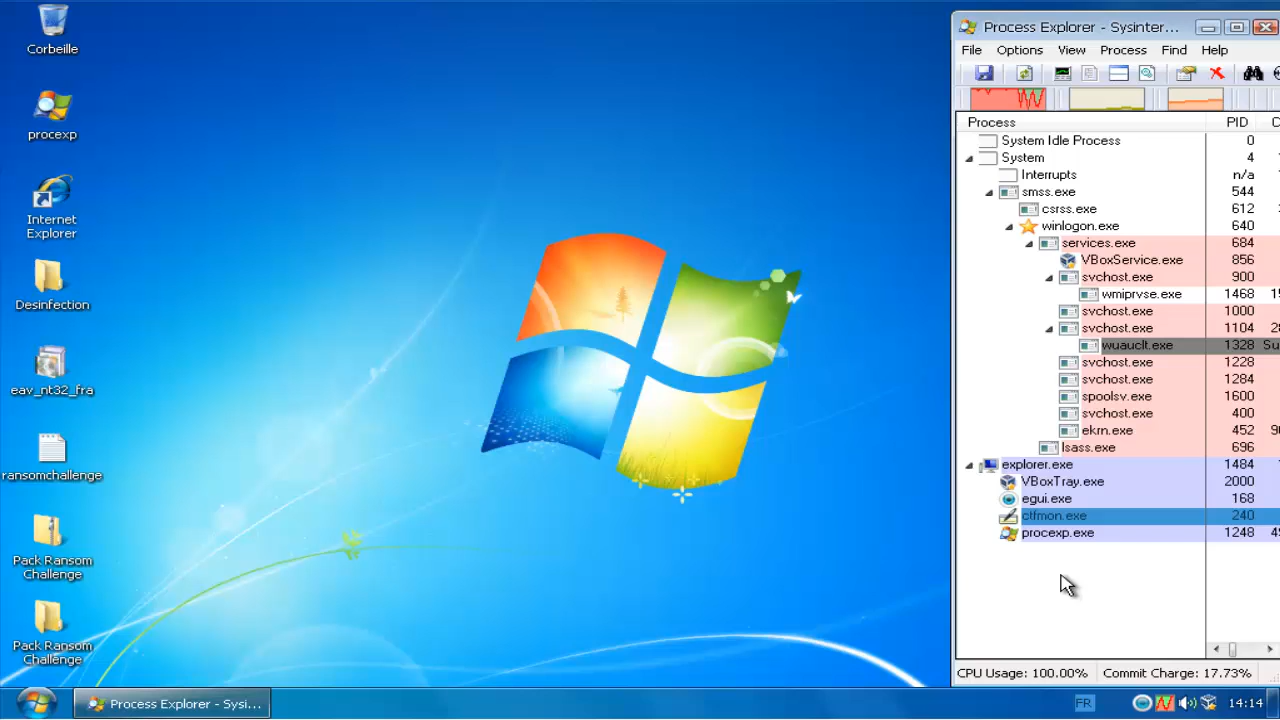 Corbeille
procexp
Internet
Explorer
Desinfection
eav_nt32_fra
ransomchallenge
Pack Ransom
Challenge
Pack Ransom
Challenge
Process Explorer - Sysinter...
File Options View Process Find Help
Process PID C
System Idle Process 0
System 4
Interrupts n/a
smss.exe 544
csrss.exe 612
winlogon.exe 640
services.exe 684
VBoxService.exe 856
svchost.exe 900
wmiprvse.exe 1468
svchost.exe 1000
svchost.exe 1104
wuauclt.exe 1328 Su
svchost.exe 1228
svchost.exe 1284
spoolsv.exe 1600
svchost.exe 400
ekrn.exe 452
lsass.exe 696
explorer.exe 1484
VBoxTray.exe 2000
egui.exe 168
ctfmon.exe 240
procexp.exe 1248
CPU Usage: 100.00% Commit Charge: 17.73%
Process Explorer - Sysi... FR 14:14